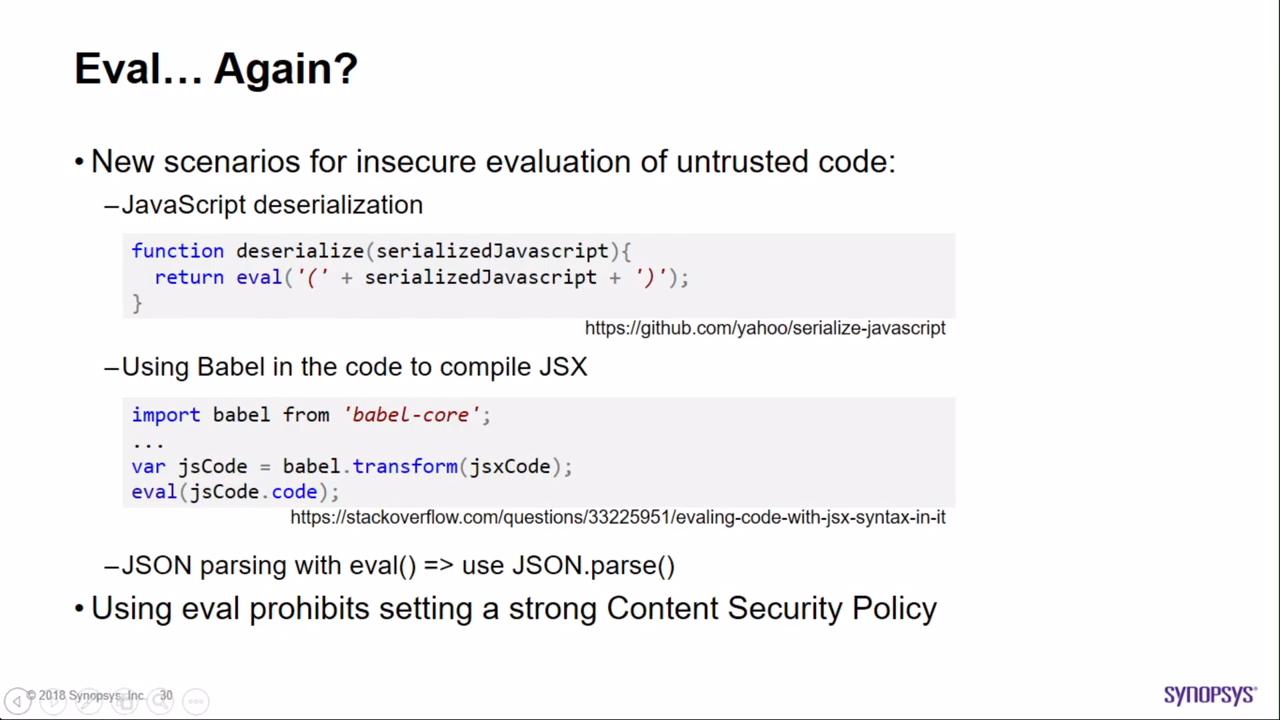 Eval… Again?
• New scenarios for insecure evaluation of untrusted code:
–JavaScript deserialization
function deserialize(serializedJavascript){
return eval('(' + serializedJavascript + ')');
}
https://github.com/yahoo/serialize-javascript
–Using Babel in the code to compile JSX
import babel from 'babel-core';
...
var jsCode = babel.transform(jsxCode);
eval(jsCode.code);
https://stackoverflow.com/questions/33225951/evaling-code-with-jsx-syntax-in-it
–JSON parsing with eval() => use JSON.parse()
• Using eval prohibits setting a strong Content Security Policy
© 2018 Synopsys, Inc. 30
SYNOPSYS®